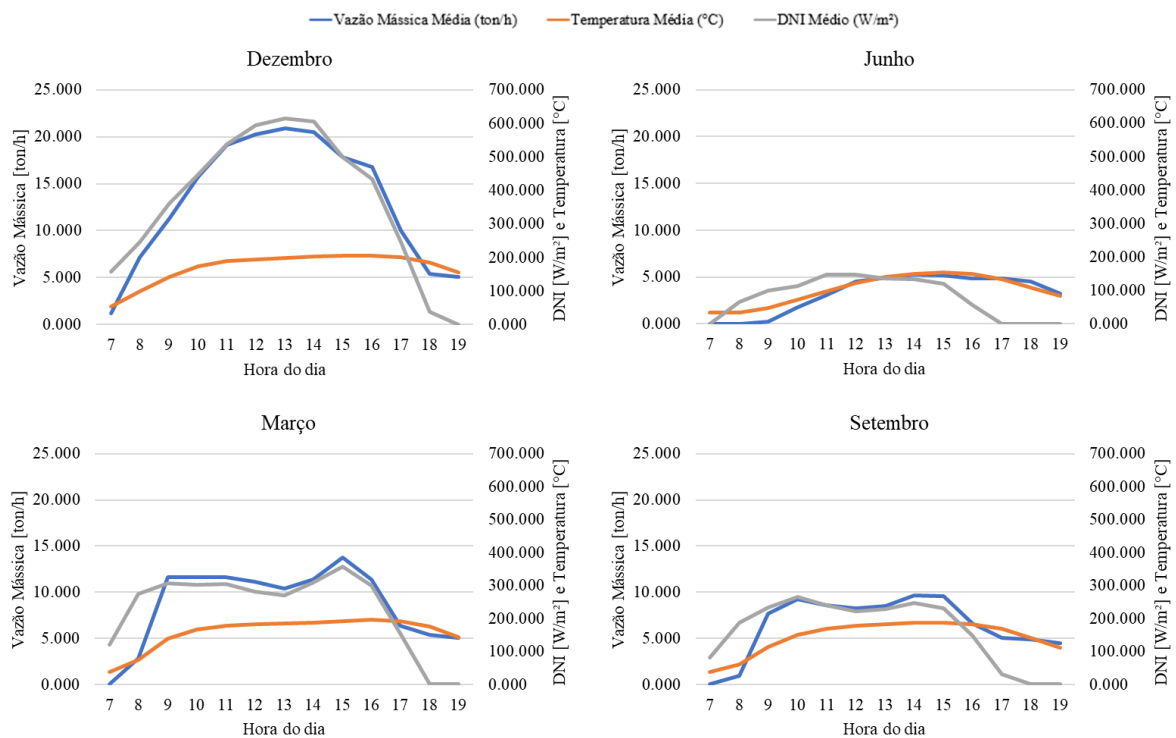 Vazão Mássica Média (ton/h) Temperatura Média (°C) DNI Médio (W/m²)
Dezembro
Vazão Mássica [ton/h]
25.000
20.000
15.000
10.000
5.000
0.000
700.000
600.000
500.000
400.000
300.000
200.000
100.000
0.000
DNI [W/m²] e Temperatura [°C]
7 8 9 10 11 12 13 14 15 16 17 18 19
Hora do dia
Junho
Vazão Mássica [ton/h]
25.000
20.000
15.000
10.000
5.000
0.000
700.000
600.000
500.000
400.000
300.000
200.000
100.000
0.000
DNI [W/m²] e Temperatura [°C]
7 8 9 10 11 12 13 14 15 16 17 18 19
Hora do dia
Março
Vazão Mássica [ton/h]
25.000
20.000
15.000
10.000
5.000
0.000
700.000
600.000
500.000
400.000
300.000
200.000
100.000
0.000
DNI [W/m²] e Temperatura [°C]
7 8 9 10 11 12 13 14 15 16 17 18 19
Hora do dia
Setembro
Vazão Mássica [ton/h]
25.000
20.000
15.000
10.000
5.000
0.000
700.000
600.000
500.000
400.000
300.000
200.000
100.000
0.000
DNI [W/m²] e Temperatura [°C]
7 8 9 10 11 12 13 14 15 16 17 18 19
Hora do dia